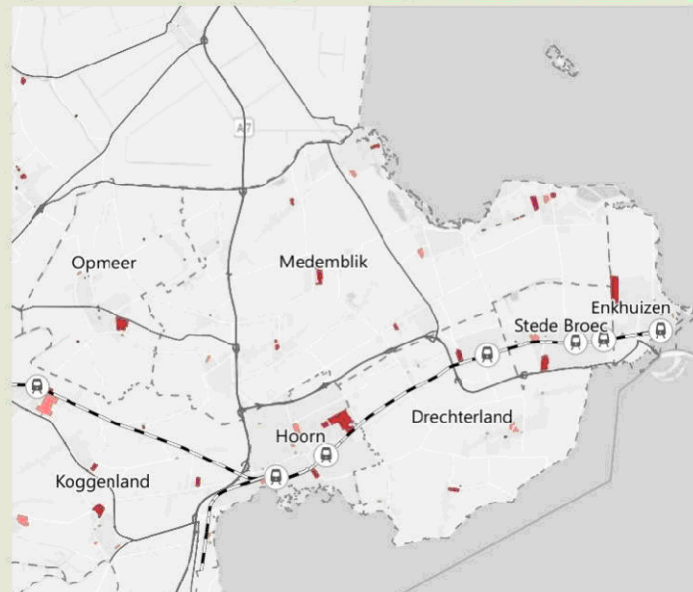 A7
Opmeer
Medemblik
Enkhuizen
Stede Broec
Drechterland
Hoorn
Koggenland